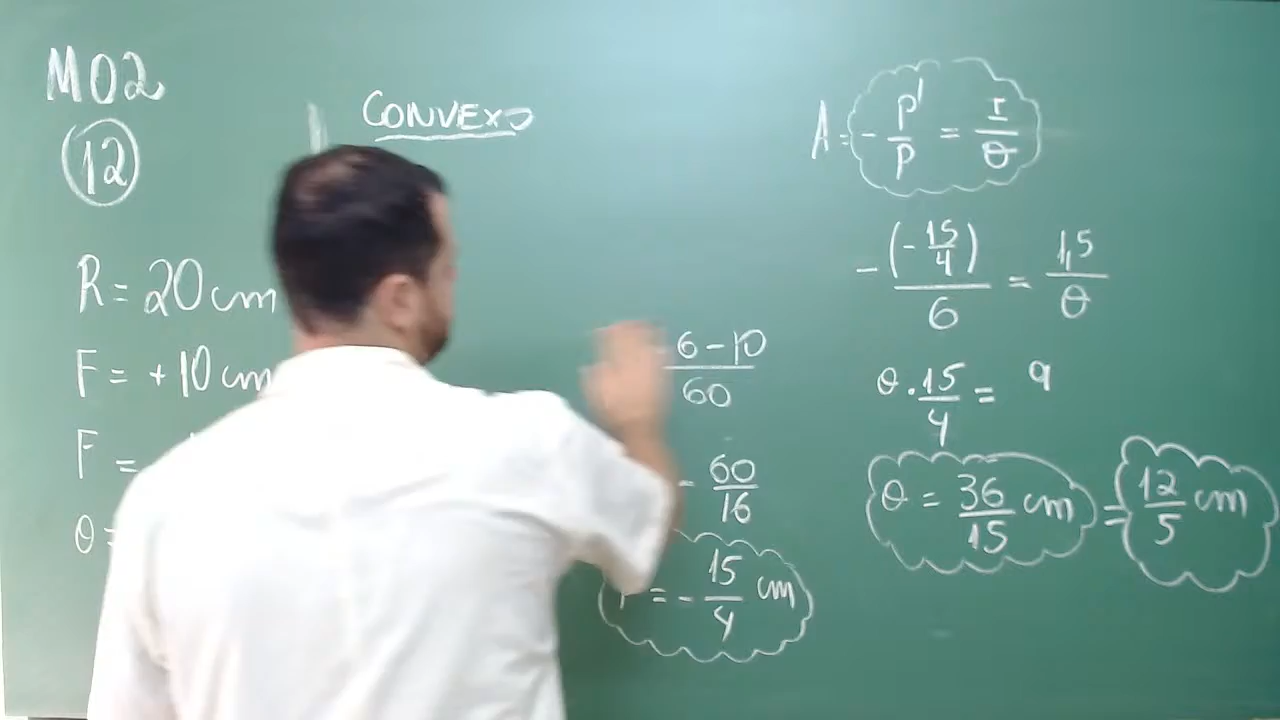 M02
12
CONVEXO
R = 20 cm
F = +10 cm
F =
θ =
- 6 - 10
60
- 60/16
= - 15/4 cm
A = - P'/P = I/θ
- (- 15/4) / 6 = 1,5/θ
θ . 15/4 = 9
θ = 36/15 cm = 12/5 cm